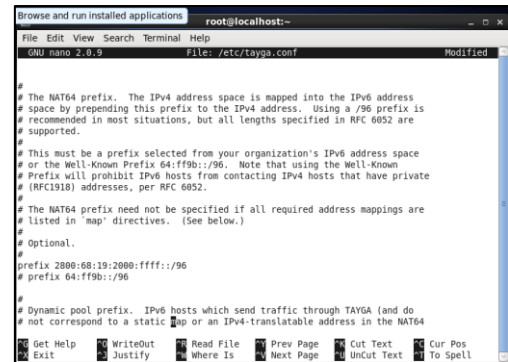 Browse and run installed applications
root@localhost:~
File Edit View Search Terminal Help
GNU nano 2.0.9 File: /etc/tayga.conf Modified
#
# The NAT64 prefix. The IPv4 address space is mapped into the IPv6 address
# space by prepending this prefix to the IPv4 address. Using a /96 prefix is
# recommended in most situations, but all lengths specified in RFC 6052 are
# supported.
#
# This must be a prefix selected from your organization's IPv6 address space
# or the Well-Known Prefix 64:ff9b::/96. Note that using the Well-Known
# Prefix will prohibit IPv6 hosts from contacting IPv4 hosts that have private
# (RFC1918) addresses, per RFC 6052.
#
# The NAT64 prefix need not be specified if all required address mappings are
# listed in `map' directives. (See below.)
#
# Optional.
#
prefix 2800:68:19:2000:ffff::/96
# prefix 64:ff9b::/96
#
# Dynamic pool prefix. IPv6 hosts which send traffic through TAYGA (and do
# not correspond to a static map or an IPv4-translatable address in the NAT64
^G Get Help ^O WriteOut ^R Read File ^Y Prev Page ^K Cut Text ^C Cur Pos
^X Exit ^J Justify ^W Where Is ^V Next Page ^U UnCut Text ^T To Spell